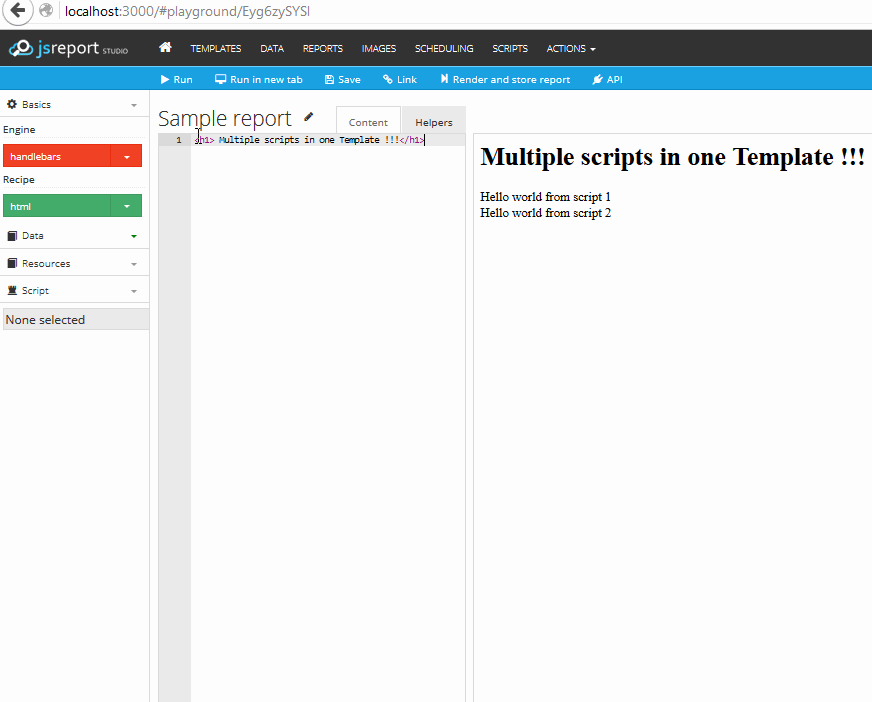 localhost:3000/#playground/Eyg6zySYSl
jsreport STUDIO TEMPLATES DATA REPORTS IMAGES SCHEDULING SCRIPTS ACTIONS
Run Run in new tab Save Link Render and store report API
Basics
Engine
handlebars
Recipe
html
Data
Resources
Script
None selected
Sample report Content Helpers
1 <h1> Multiple scripts in one Template !!!</h1>
Multiple scripts in one Template !!!
Hello world from script 1
Hello world from script 2